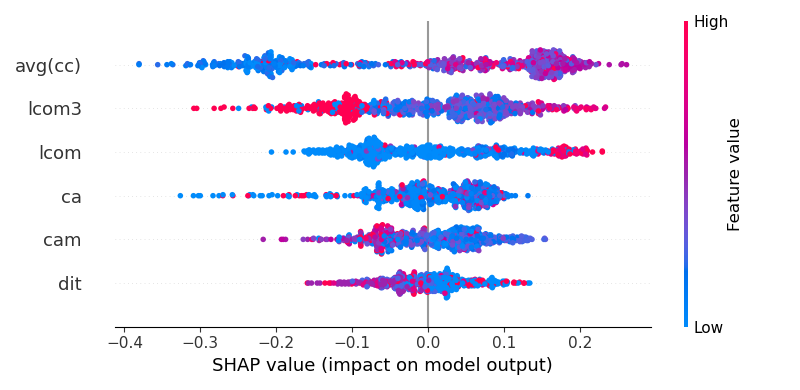 High
avg(cc)
lcom3
lcom
ca
cam
dit
Feature value
Low
−0.4 −0.3 −0.2 −0.1 0.0 0.1 0.2
SHAP value (impact on model output)